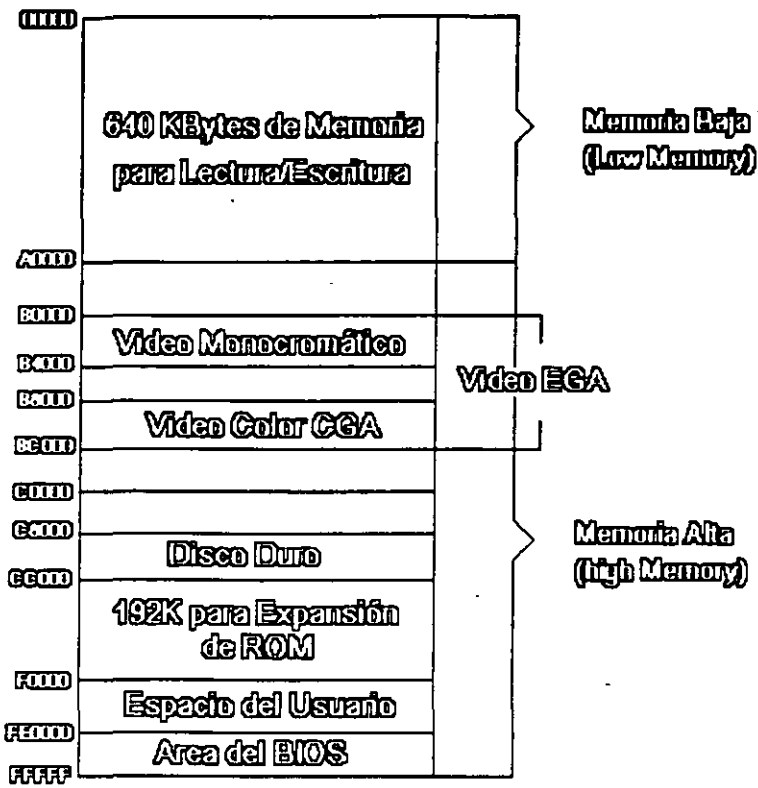 00000
640 KBytes de Memoria
para Lectura/Escritura
Memoria Baja
(Low Memory)
A0000
B0000
Video Monocromático
B4000
Video EGA
B8000
Video Color CGA
BC000
C0000
C8000
Disco Duro
CC000
Memoria Alta
(high Memory)
192K para Expansión
de ROM
F0000
Espacio del Usuario
FE000
Area del BIOS
FFFFF